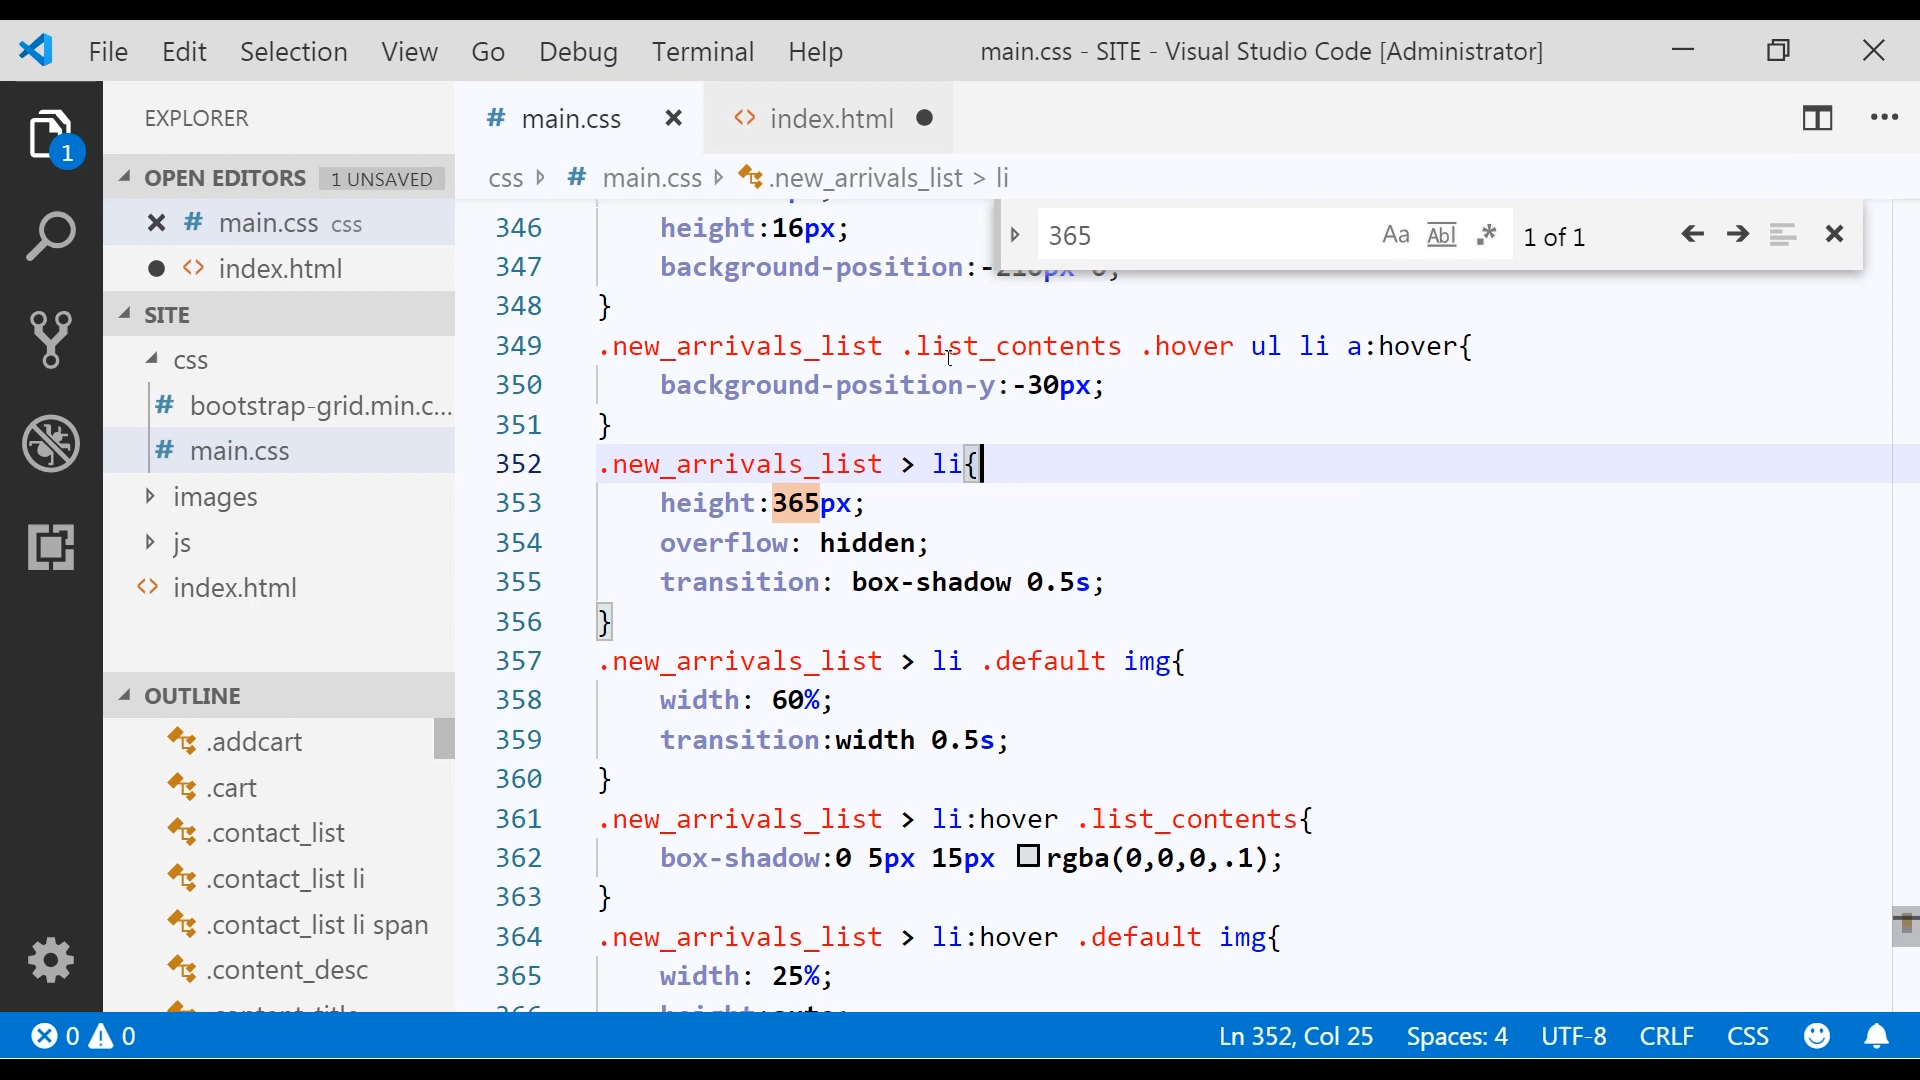 File Edit Selection View Go Debug Terminal Help main.css - SITE - Visual Studio Code [Administrator]
EXPLORER
# main.css
<> index.html
OPEN EDITORS 1 UNSAVED
css # main.css .new_arrivals_list > li
# main.css css
<> index.html
365 Aa Abl .* 1 of 1
SITE
css
# bootstrap-grid.min.c...
# main.css
images
js
<> index.html
OUTLINE
.addcart
.cart
.contact_list
.contact_list li
.contact_list li span
.content_desc
346 height:16px;
347 background-position:-
348 }
349 .new_arrivals_list .list_contents .hover ul li a:hover{
350 background-position-y:-30px;
351 }
352 .new_arrivals_list > li{
353 height:365px;
354 overflow: hidden;
355 transition: box-shadow 0.5s;
356 }
357 .new_arrivals_list > li .default img{
358 width: 60%;
359 transition:width 0.5s;
360 }
361 .new_arrivals_list > li:hover .list_contents{
362 box-shadow:0 5px 15px rgba(0,0,0,.1);
363 }
364 .new_arrivals_list > li:hover .default img{
365 width: 25%;
1
0 0 Ln 352, Col 25 Spaces: 4 UTF-8 CRLF CSS